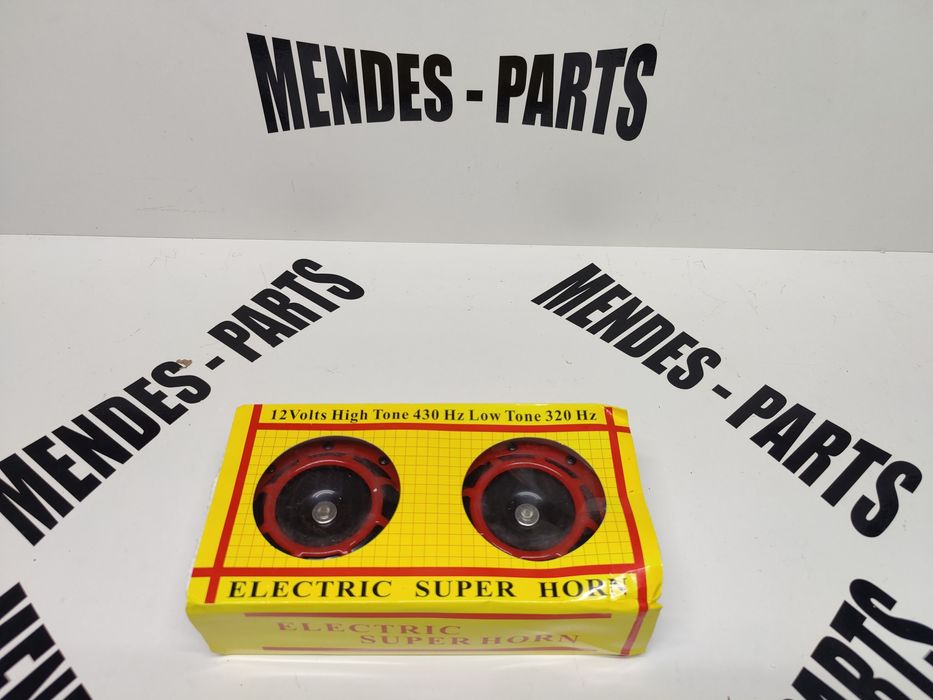 MENDES - PARTS
MENDES - PARTS
MENDES - PARTS
12Volts High Tone 430 Hz Low Tone 320 Hz
ELECTRIC SUPER HORN
ELECTRIC
SUPER HORN
PARTS